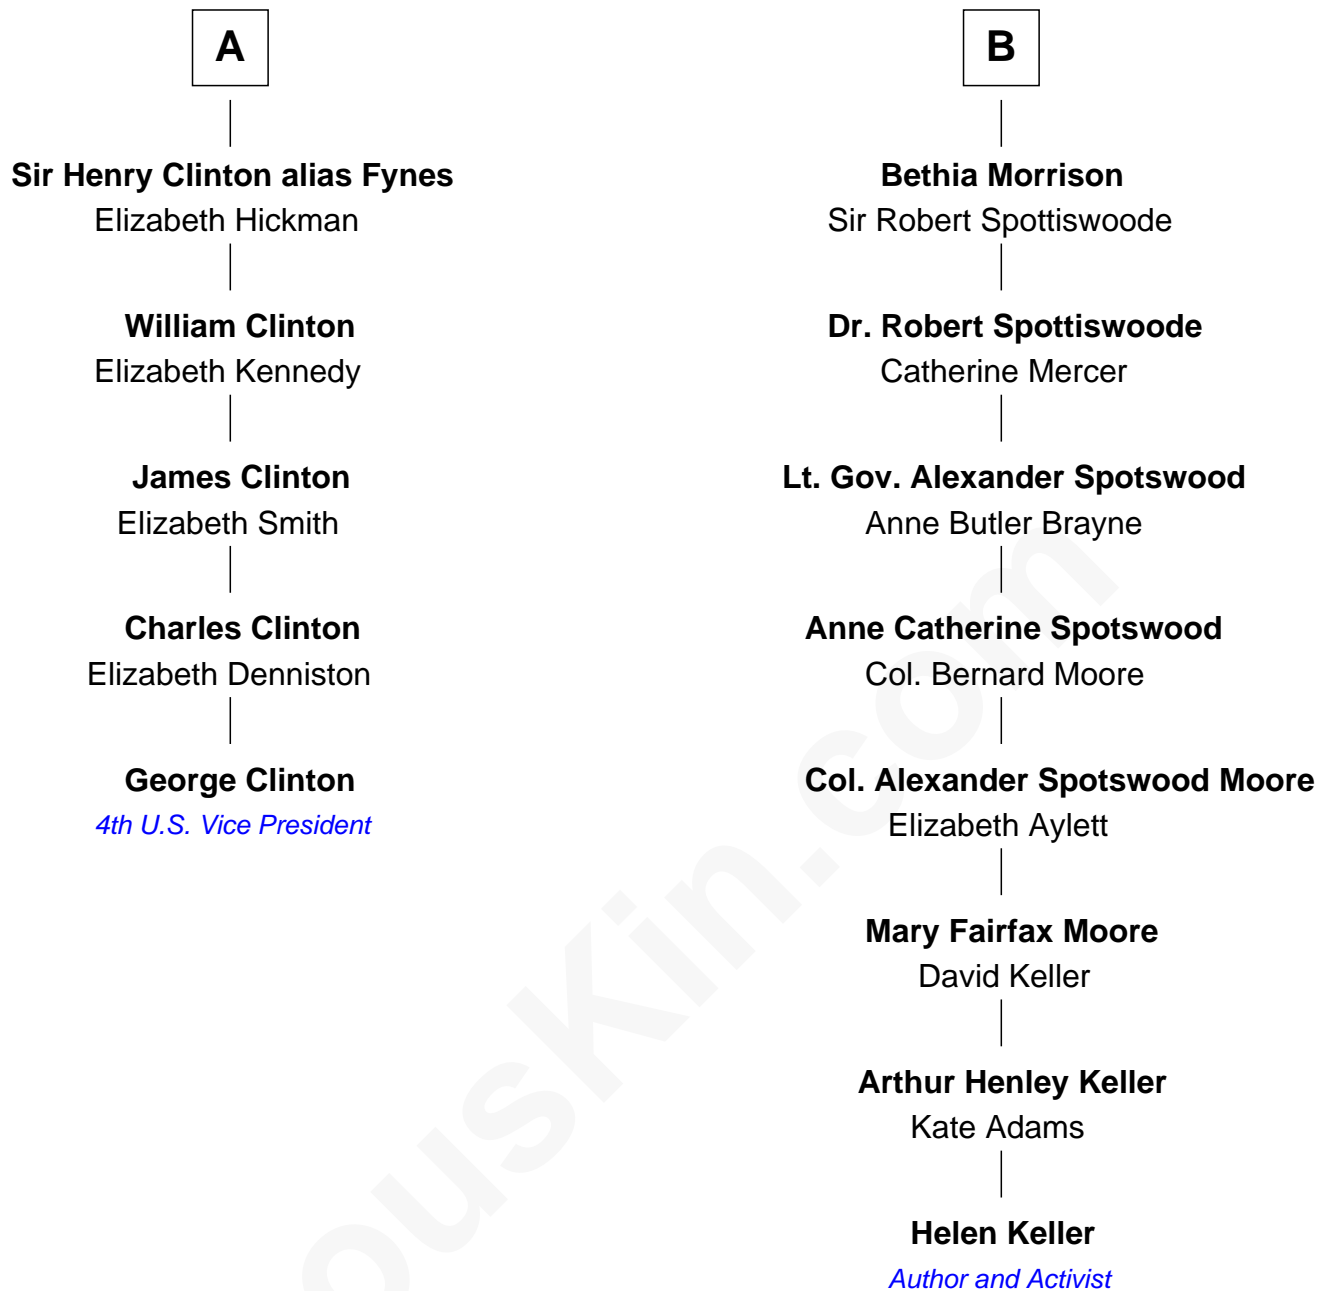 A
Sir Henry Clinton alias Fynes
Elizabeth Hickman
William Clinton
Elizabeth Kennedy
James Clinton
Elizabeth Smith
Charles Clinton
Elizabeth Denniston
George Clinton
4th U.S. Vice President
B
Bethia Morrison
Sir Robert Spottiswoode
Dr. Robert Spottiswoode
Catherine Mercer
Lt. Gov. Alexander Spotswood
Anne Butler Brayne
Anne Catherine Spotswood
Col. Bernard Moore
Col. Alexander Spotswood Moore
Elizabeth Aylett
Mary Fairfax Moore
David Keller
Arthur Henley Keller
Kate Adams
Helen Keller
Author and Activist
ousKin.com